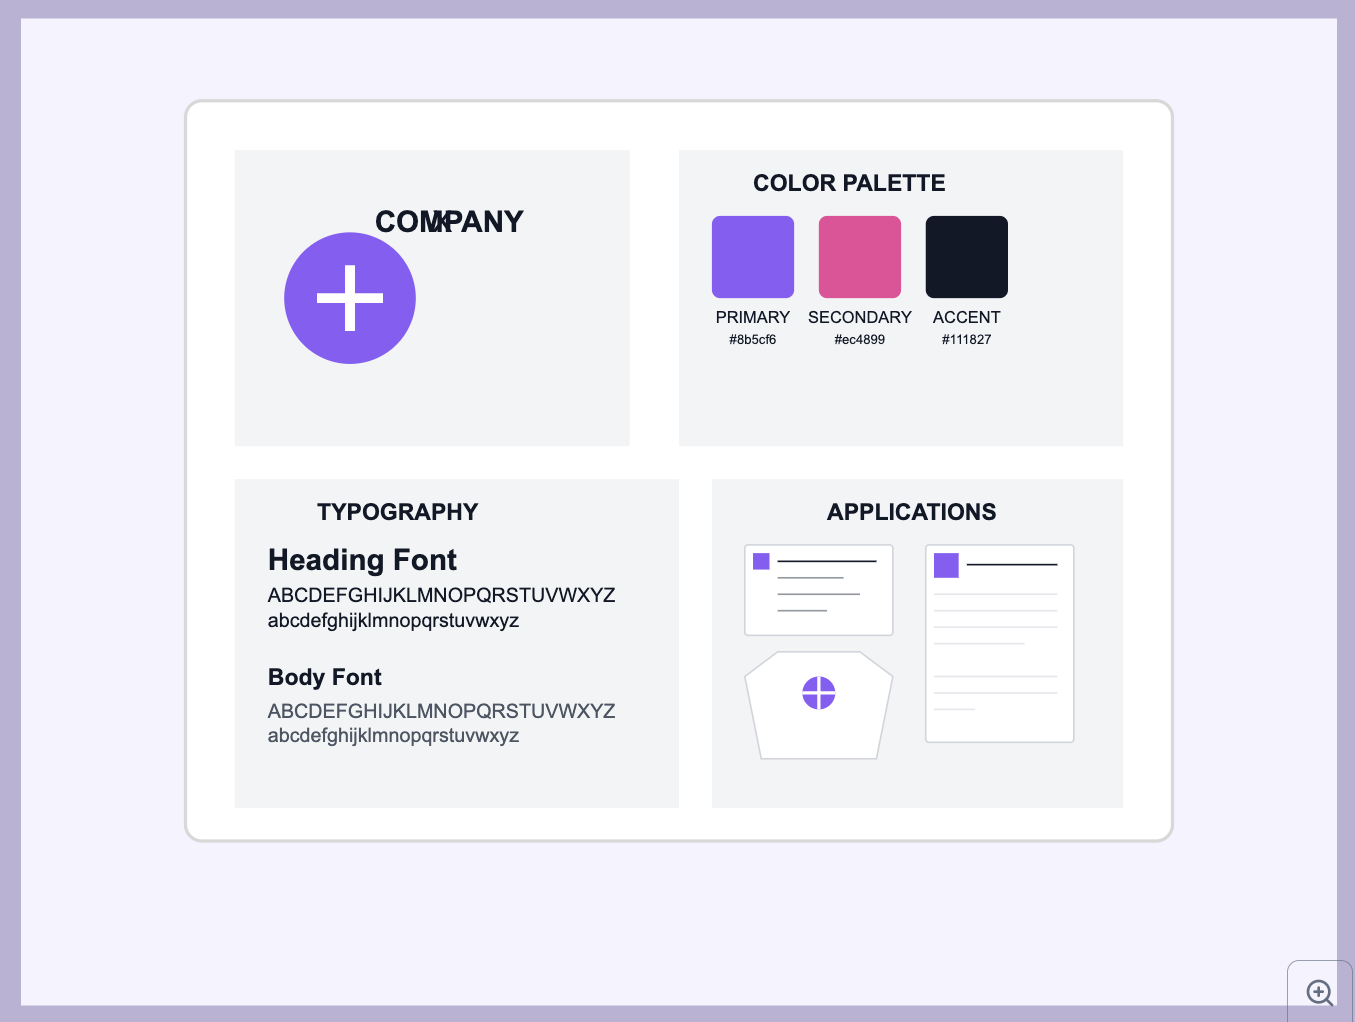 COMPANY
COLOR PALETTE
PRIMARY SECONDARY ACCENT
#8b5cf6 #ec4899 #111827
TYPOGRAPHY
Heading Font
ABCDEFGHIJKLMNOPQRSTUVWXYZ
abcdefghijklmnopqrstuvwxyz
Body Font
ABCDEFGHIJKLMNOPQRSTUVWXYZ
abcdefghijklmnopqrstuvwxyz
APPLICATIONS